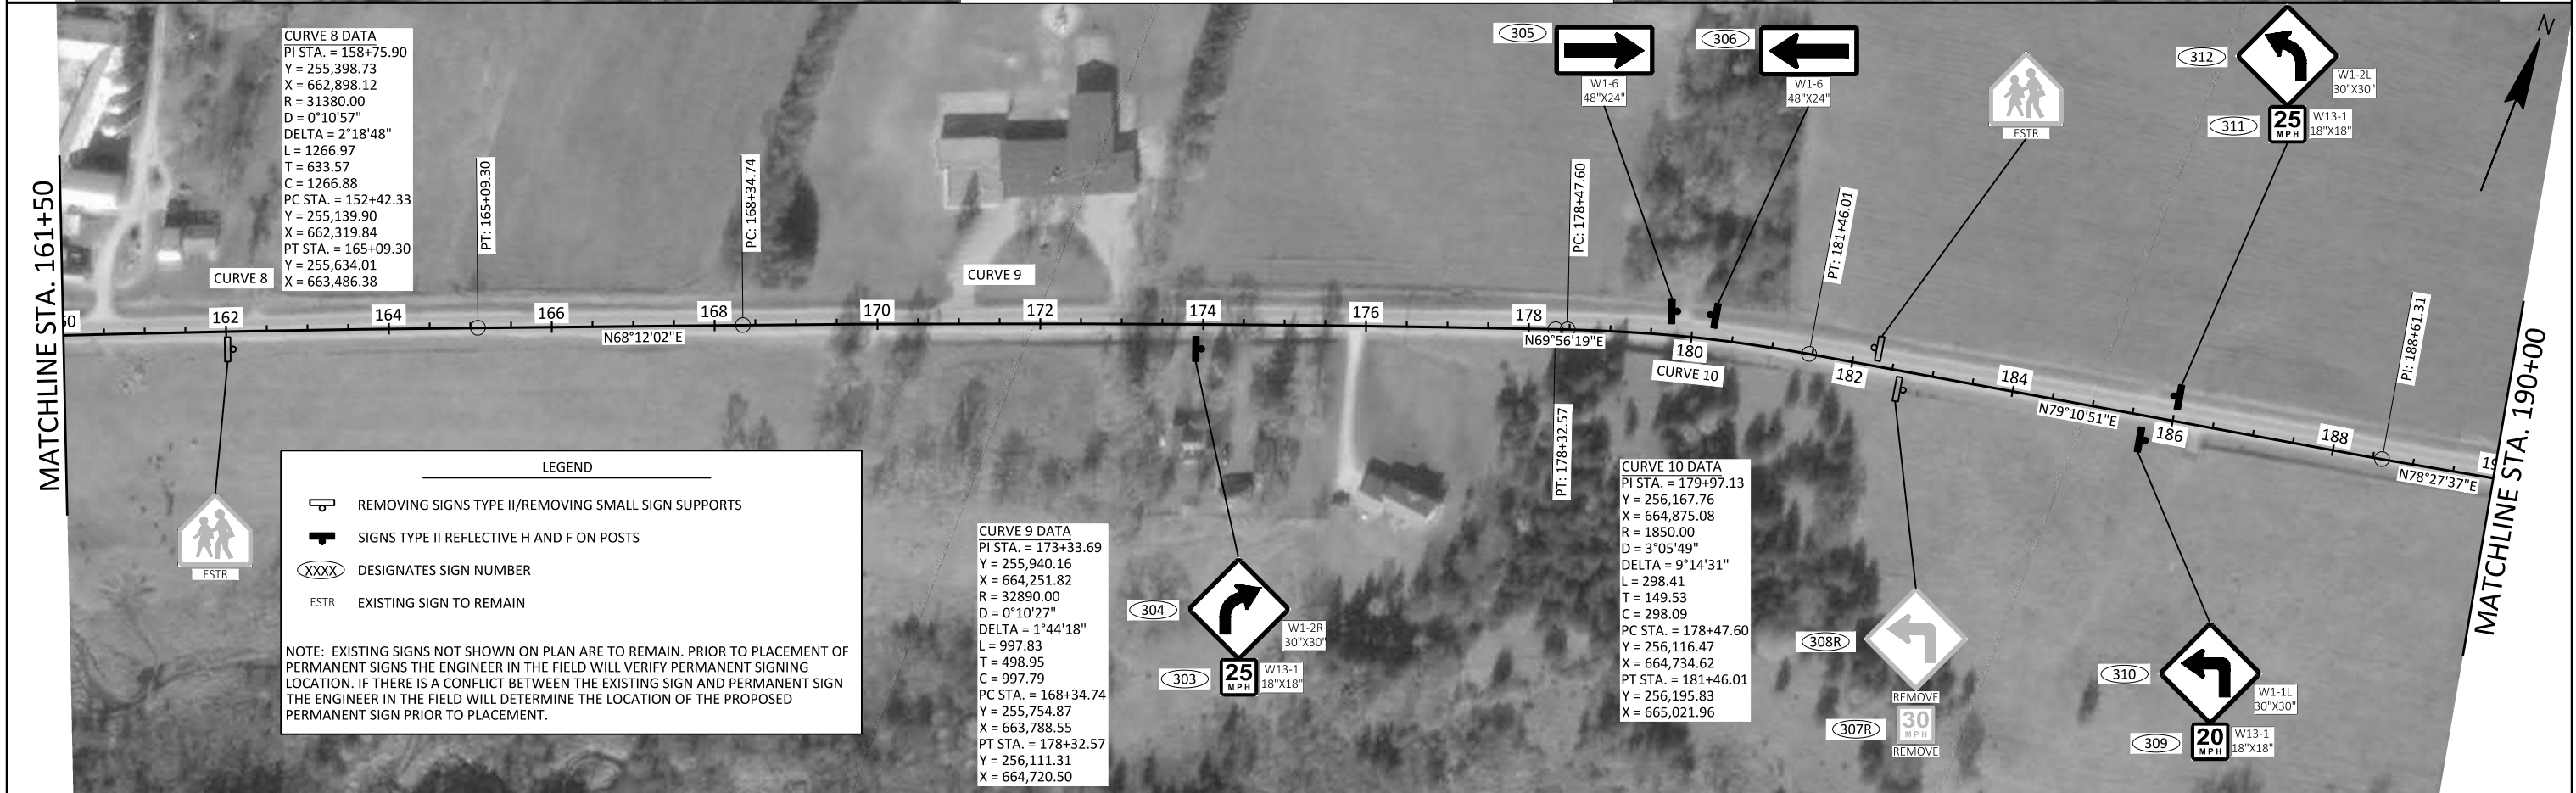 MATCHLINE STA. 161+50
CURVE 8 DATA
PI STA. = 158+75.90
Y = 255,398.73
X = 662,898.12
R = 31380.00
D = 0°10'57"
DELTA = 2°18'48"
L = 1266.97
T = 633.57
C = 1266.88
PC STA. = 152+42.33
Y = 255,139.90
X = 662,319.84
PT STA. = 165+09.30
Y = 255,634.01
X = 663,486.38
CURVE 8
PT: 165+09.30
PC: 168+34.74
CURVE 9
PC: 178+47.60
PT: 178+32.57
PT: 181+46.01
PI: 188+61.31
305
W1-6
48"X24"
306
W1-6
48"X24"
ESTR
312
W1-2L
30"X30"
311
25
MPH
W13-1
18"X18"
N
60
162
164
166
168
170
172
174
176
178
180
182
184
186
188
19
N68°12'02"E
N69°56'19"E
CURVE 10
N79°10'51"E
N78°27'37"E
MATCHLINE STA. 190+00
ESTR
LEGEND
REMOVING SIGNS TYPE II/REMOVING SMALL SIGN SUPPORTS
SIGNS TYPE II REFLECTIVE H AND F ON POSTS
XXXX DESIGNATES SIGN NUMBER
ESTR EXISTING SIGN TO REMAIN
NOTE: EXISTING SIGNS NOT SHOWN ON PLAN ARE TO REMAIN. PRIOR TO PLACEMENT OF
PERMANENT SIGNS THE ENGINEER IN THE FIELD WILL VERIFY PERMANENT SIGNING
LOCATION. IF THERE IS A CONFLICT BETWEEN THE EXISTING SIGN AND PERMANENT SIGN
THE ENGINEER IN THE FIELD WILL DETERMINE THE LOCATION OF THE PROPOSED
PERMANENT SIGN PRIOR TO PLACEMENT.
CURVE 9 DATA
PI STA. = 173+33.69
Y = 255,940.16
X = 664,251.82
R = 32890.00
D = 0°10'27"
DELTA = 1°44'18"
L = 997.83
T = 498.95
C = 997.79
PC STA. = 168+34.74
Y = 255,754.87
X = 663,788.55
PT STA. = 178+32.57
Y = 256,111.31
X = 664,720.50
304
W1-2R
30"X30"
303
25
MPH
W13-1
18"X18"
CURVE 10 DATA
PI STA. = 179+97.13
Y = 256,167.76
X = 664,875.08
R = 1850.00
D = 3°05'49"
DELTA = 9°14'31"
L = 298.41
T = 149.53
C = 298.09
PC STA. = 178+47.60
Y = 256,116.47
X = 664,734.62
PT STA. = 181+46.01
Y = 256,195.83
X = 665,021.96
308R
REMOVE
307R
30
MPH
REMOVE
310
W1-1L
30"X30"
309
20
MPH
W13-1
18"X18"